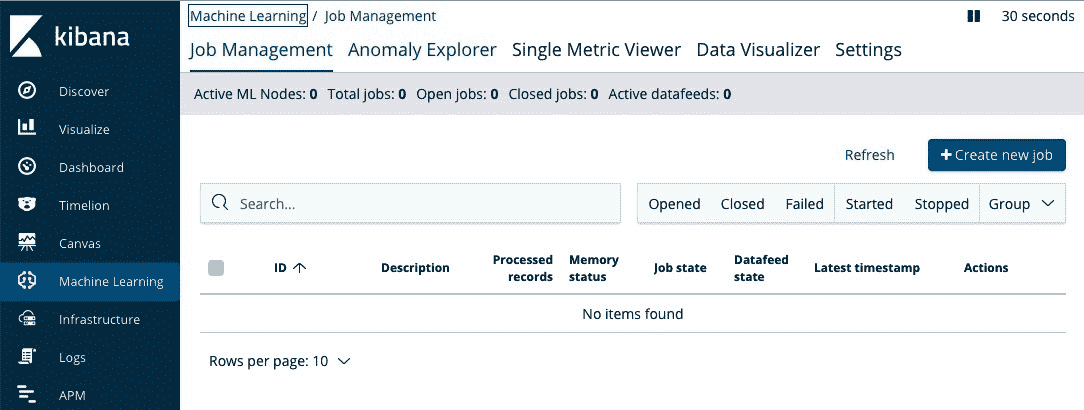 kibana
Discover
Visualize
Dashboard
Timelion
Canvas
Machine Learning
Infrastructure
Logs
APM
Machine Learning / Job Management
30 seconds
Job Management Anomaly Explorer Single Metric Viewer Data Visualizer Settings
Active ML Nodes: 0 Total jobs: 0 Open jobs: 0 Closed jobs: 0 Active datafeeds: 0
Refresh + Create new job
Search... Opened Closed Failed Started Stopped Group
ID Description Processed records Memory status Job state Datafeed state Latest timestamp Actions
No items found
Rows per page: 10